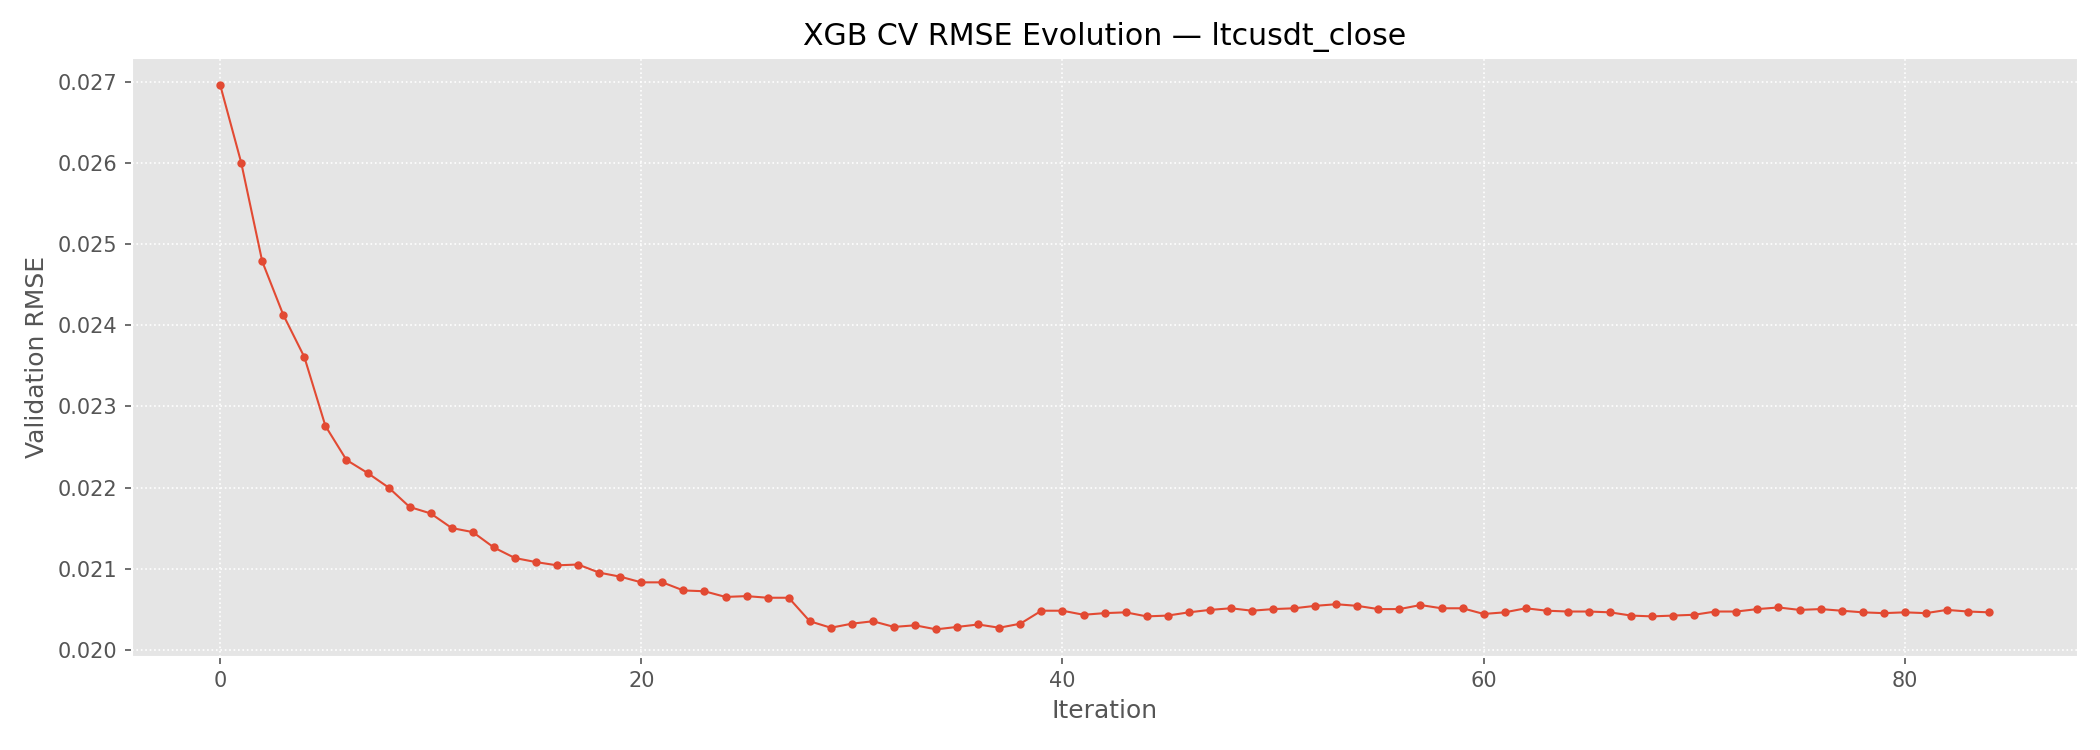 XGB CV RMSE Evolution — ltcusdt_close
Validation RMSE
0.027
0.026
0.025
0.024
0.023
0.022
0.021
0.020
0 20 40 60 80
Iteration